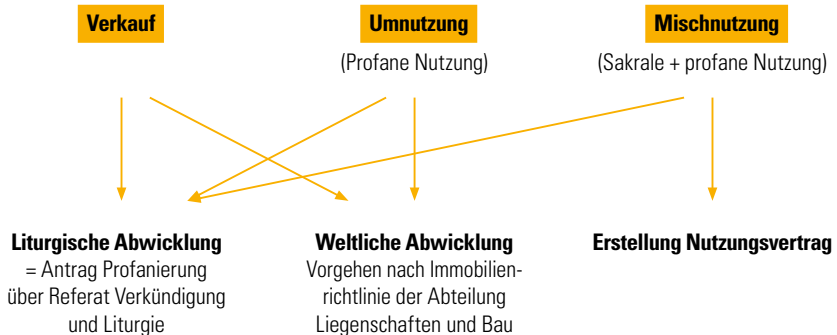 Verkauf
Umnutzung
(Profane Nutzung)
Mischnutzung
(Sakrale + profane Nutzung)
Liturgische Abwicklung
= Antrag Profanierung
über Referat Verkündigung
und Liturgie
Weltliche Abwicklung
Vorgehen nach Immobilien-
richtlinie der Abteilung
Liegenschaften und Bau
Erstellung Nutzungsvertrag